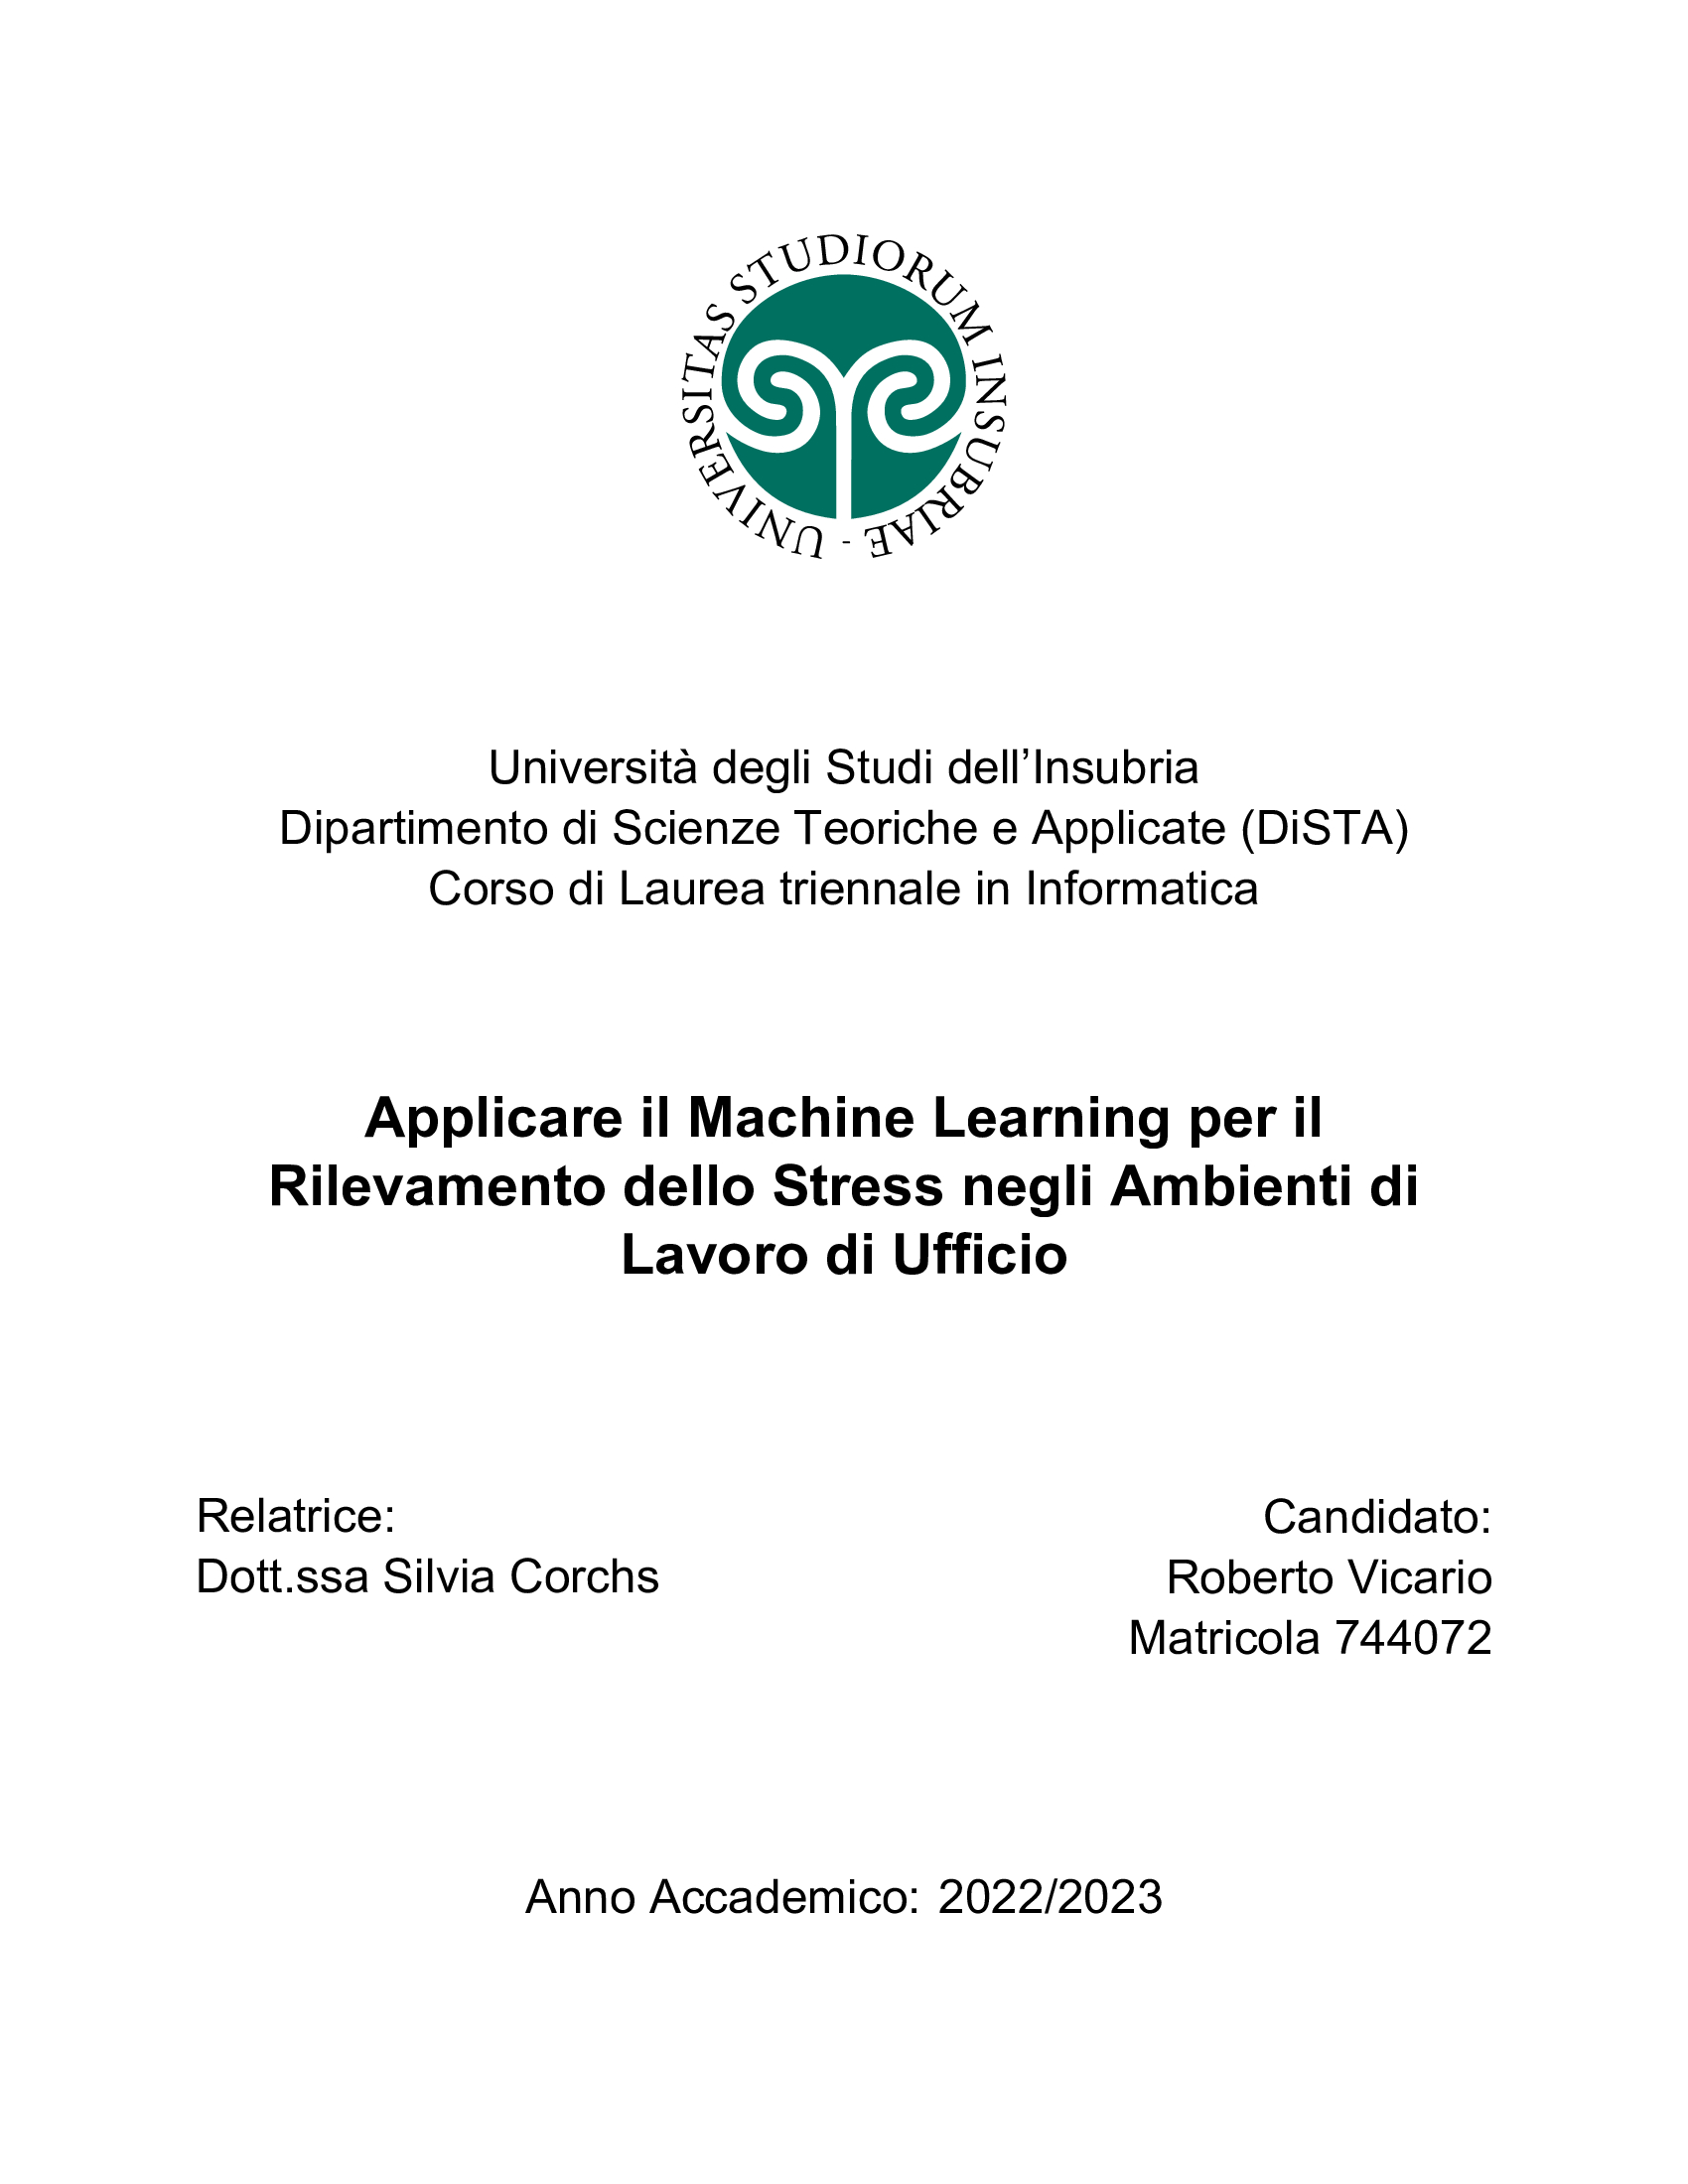 UNIVERSITAS STUDIORUM INSUBRIAE -
Università degli Studi dell’Insubria
Dipartimento di Scienze Teoriche e Applicate (DiSTA)
Corso di Laurea triennale in Informatica
Applicare il Machine Learning per il
Rilevamento dello Stress negli Ambienti di
Lavoro di Ufficio
Relatrice:
Dott.ssa Silvia Corchs
Candidato:
Roberto Vicario
Matricola 744072
Anno Accademico: 2022/2023